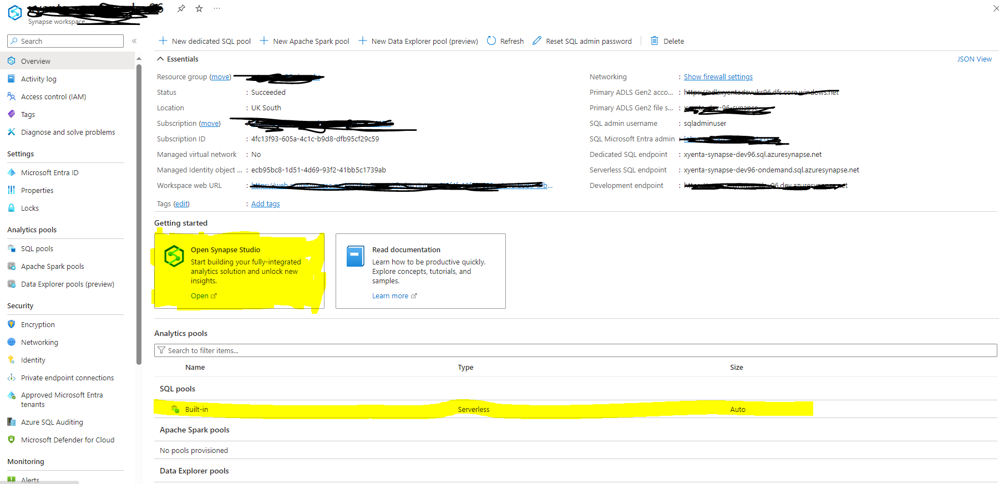 Synapse workspace
Search
New dedicated SQL pool
New Apache Spark pool
New Data Explorer pool (preview)
Refresh
Reset SQL admin password
Delete
Overview
Activity log
Access control (IAM)
Tags
Diagnose and solve problems
Settings
Microsoft Entra ID
Properties
Locks
Analytics pools
SQL pools
Apache Spark pools
Data Explorer pools (preview)
Security
Encryption
Networking
Identity
Private endpoint connections
Approved Microsoft Entra
tenants
Azure SQL Auditing
Microsoft Defender for Cloud
Monitoring
Alerts
Essentials
JSON View
Resource group (move) :
Status : Succeeded
Location : UK South
Subscription (move) :
Subscription ID : 4fc13f93-605a-4c1c-b9d8-dfb95cf29c59
Managed virtual network : No
Managed Identity object ... : ecb95bc8-1d51-4d69-93f2-41bb5c1739ab
Workspace web URL :
Tags (edit) : Add tags
Networking : Show firewall settings
Primary ADLS Gen2 acco... :
Primary ADLS Gen2 file s... :
SQL admin username : sqladminuser
SQL Microsoft Entra admin :
Dedicated SQL endpoint : xyenta-synapse-dev96.sql.azuresynapse.net
Serverless SQL endpoint : xyenta-synapse-dev96-ondemand.sql.azuresynapse.net
Development endpoint :
Getting started
Open Synapse Studio
Start building your fully-integrated
analytics solution and unlock new
insights.
Open
Read documentation
Learn how to be productive quickly.
Explore concepts, tutorials, and
samples.
Learn more
Analytics pools
Search to filter items...
Name Type Size
SQL pools
Built-in Serverless Auto
Apache Spark pools
No pools provisioned
Data Explorer pools